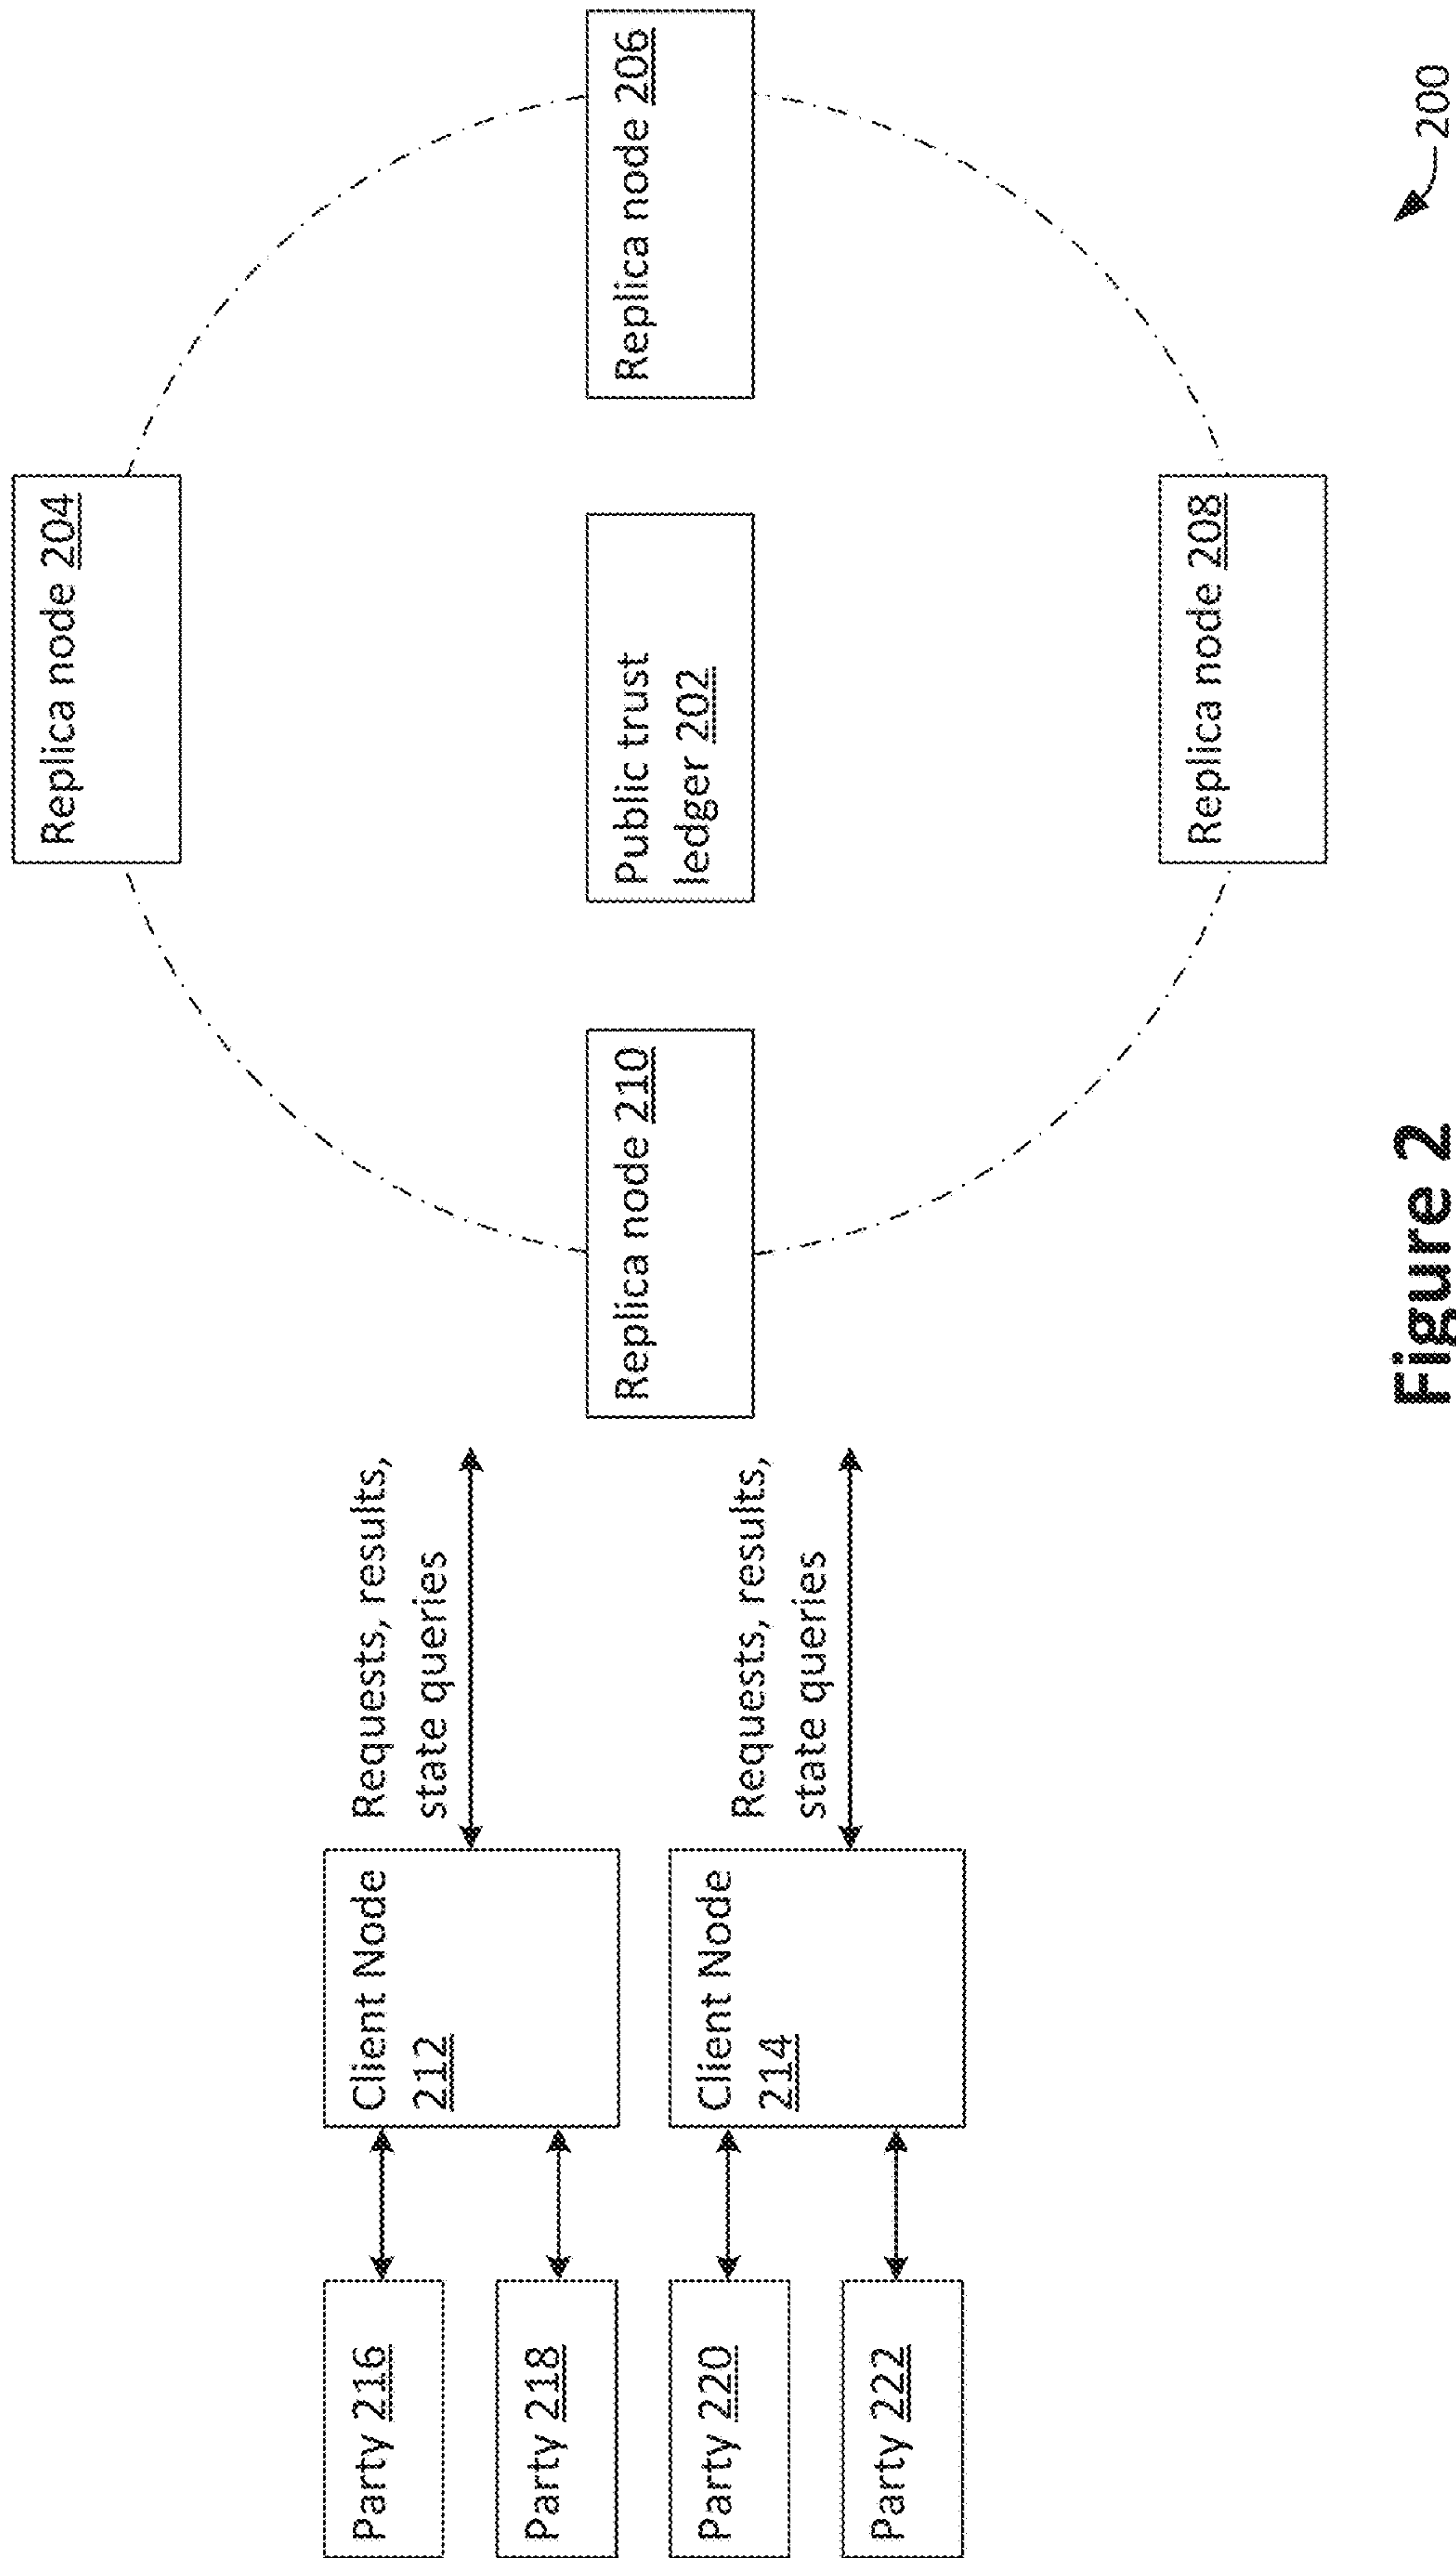 Replica node 204
Party 216
Client Node
212
Requests, results,
state queries
Party 218
Replica node 210
Public trust
ledger 202
Replica node 206
Party 220
Client Node
214
Requests, results,
state queries
Party 222
Replica node 208
Figure 2
200